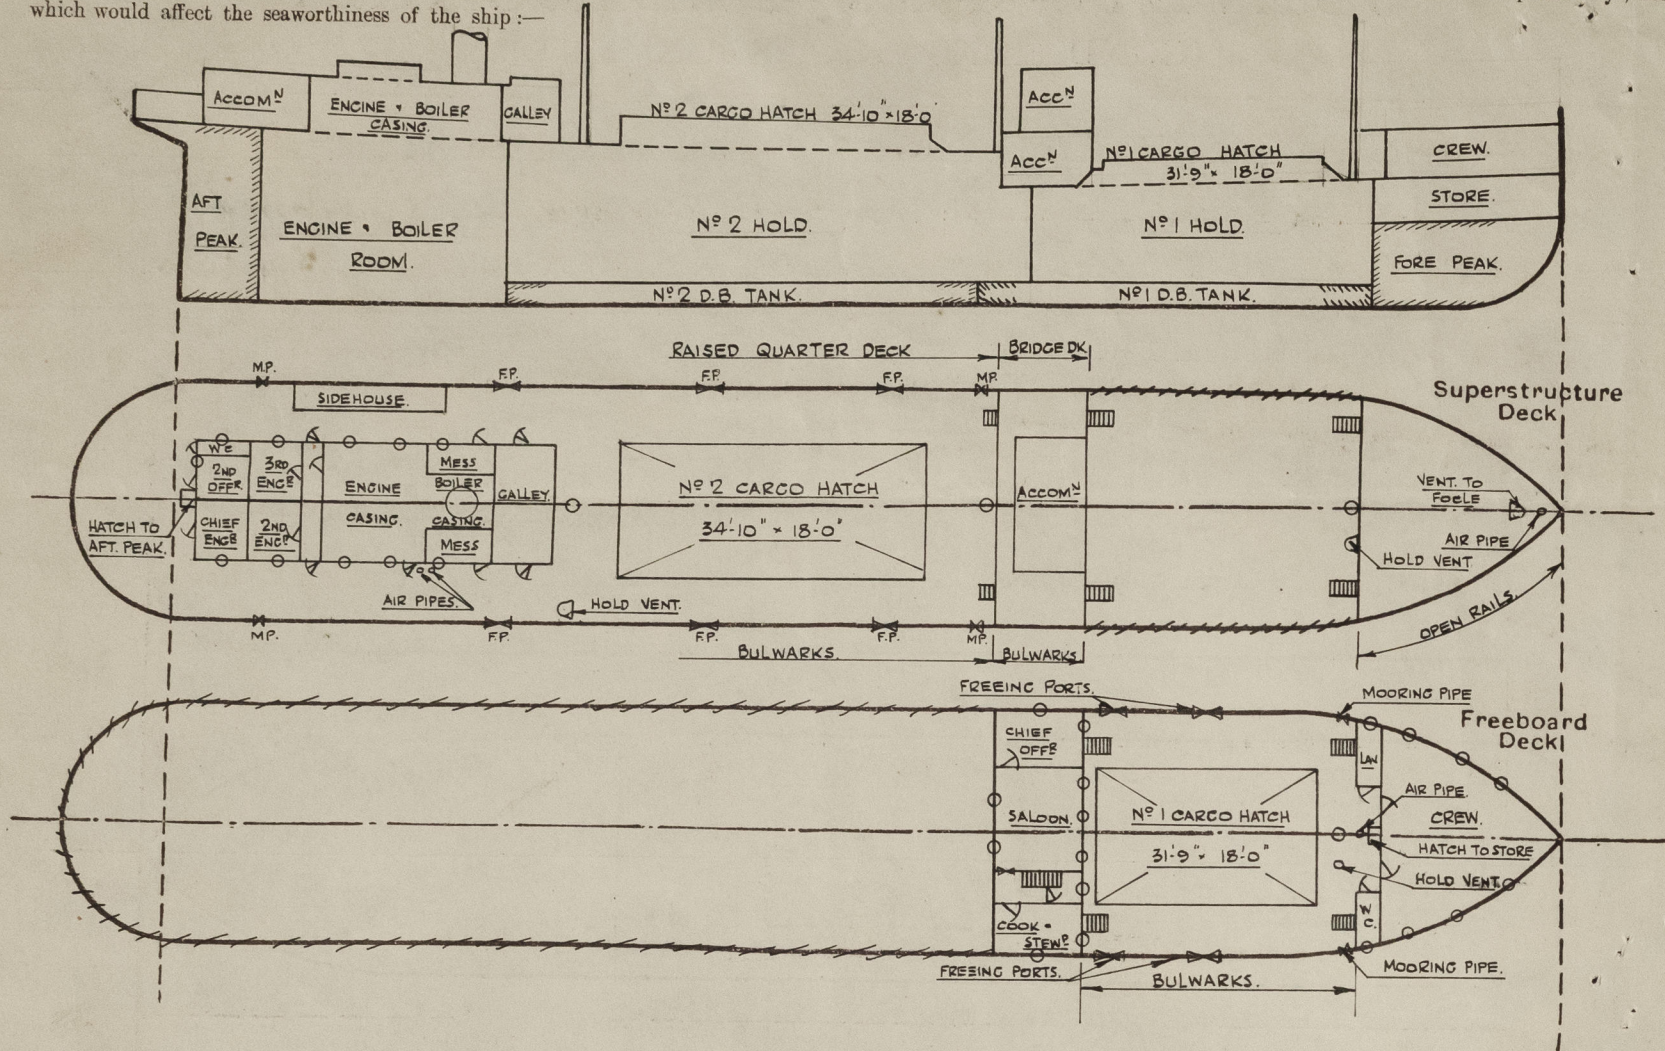 which would affect the seaworthiness of the ship :—
ACCOMᴺ
ENGINE • BOILER
CASING.
GALLEY
Nº 2 CARGO HATCH 34'-10" × 18'-0"
ACCᴺ
ACCᴺ
Nº 1 CARGO HATCH
31'-9" × 18'-0"
CREW.
STORE.
AFT
PEAK.
ENGINE • BOILER
ROOM.
Nº 2 HOLD.
Nº 1 HOLD.
FORE PEAK.
Nº 2 D.B. TANK.
Nº 1 D.B. TANK.
RAISED QUARTER DECK
BRIDGE DK.
M.P.
F.P.
F.P.
F.P.
MP.
Superstructure
Deck
SIDEHOUSE.
WC
2ND
OFFᴿ
3RD
ENGᴿ
ENGINE
CASING.
MESS
BOILER
CASING.
GALLEY.
Nº 2 CARGO HATCH
34'-10" × 18'-0"
ACCOMᴺ
VENT. TO
FOCLE
HATCH TO
AFT. PEAK.
CHIEF
ENGᴿ
2ND
ENGᴿ
MESS
AIR PIPE
HOLD VENT
AIR PIPES.
HOLD VENT.
OPEN RAILS.
M.P.
F.P.
F.P.
F.P.
MP.
BULWARKS.
BULWARKS
FREEING PORTS.
MOORING PIPE
Freeboard
Deck
CHIEF
OFFᴿ
LAV
AIR PIPE.
SALOON.
Nº 1 CARGO HATCH
31'-9" × 18'-0"
CREW.
HATCH TO STORE
HOLD VENT.
COOK •
STEWᴰ
W
C.
FREEING PORTS.
BULWARKS.
MOORING PIPE.